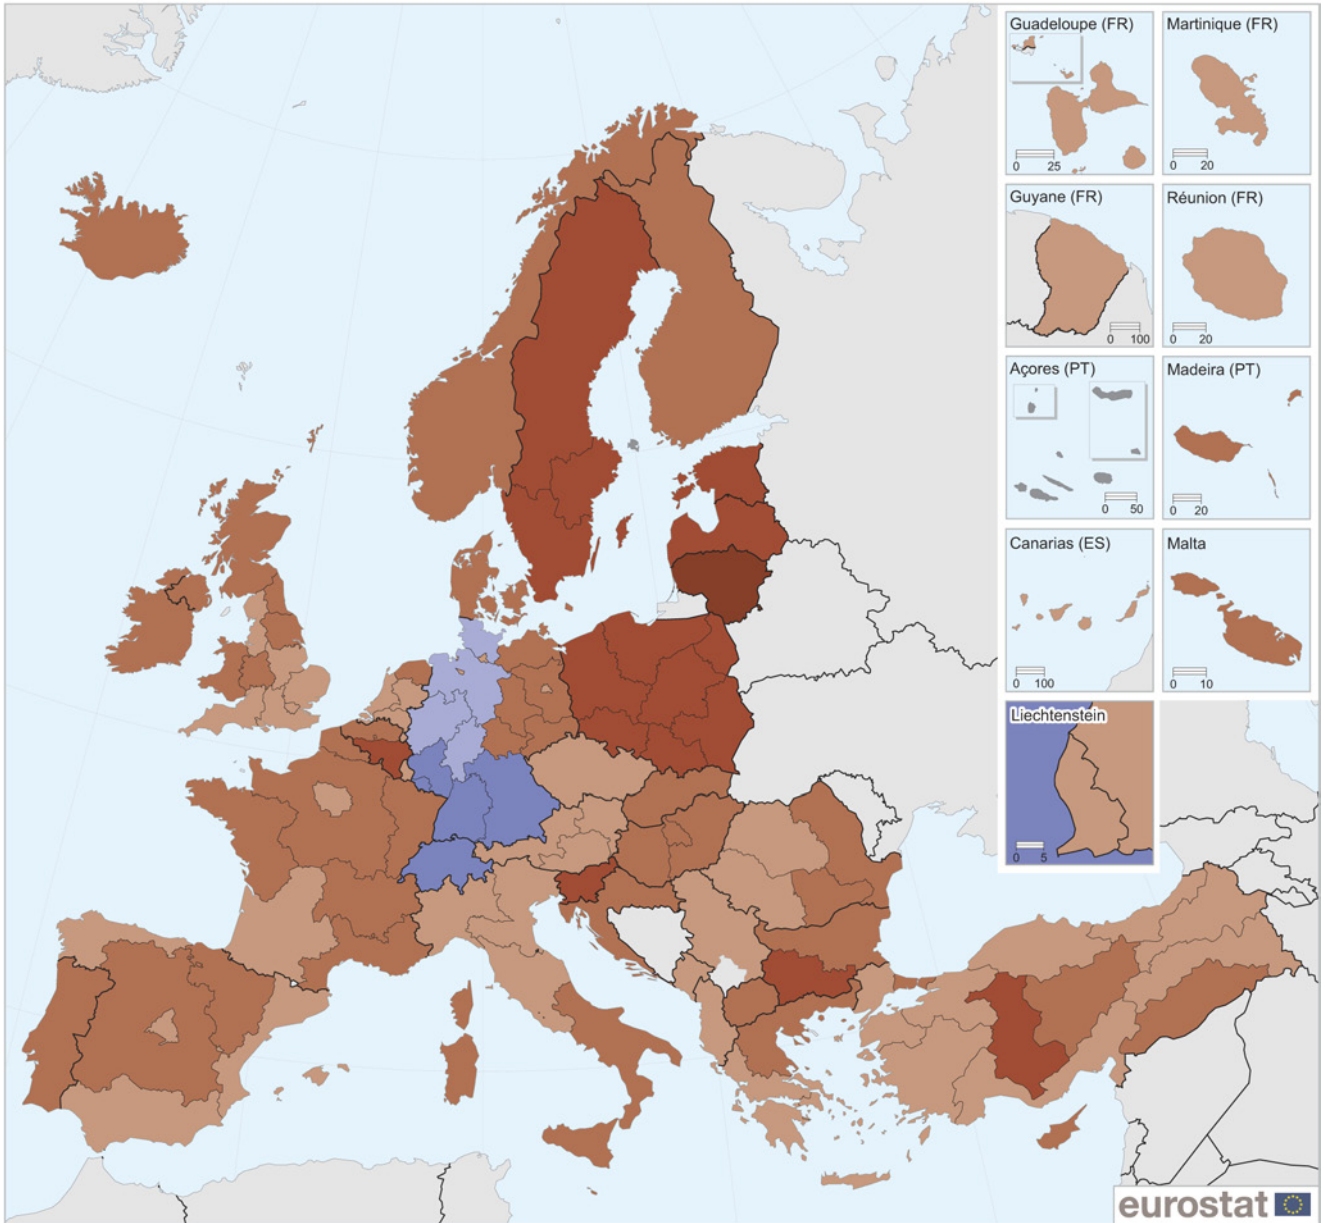 Guadeloupe (FR)
0 25
Martinique (FR)
0 20
Guyane (FR)
0 100
Réunion (FR)
0 20
Açores (PT)
0 50
Madeira (PT)
0 20
Canarias (ES)
0 100
Malta
0 10
Liechtenstein
0 5
eurostat